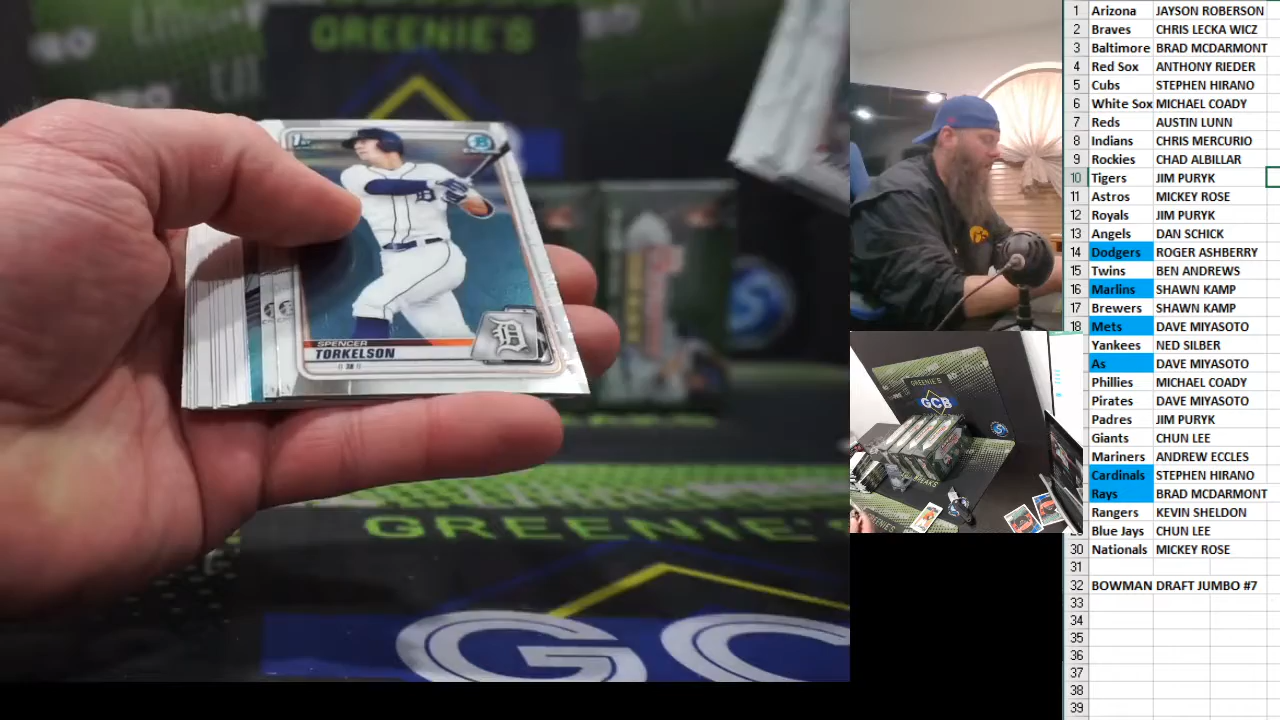 GREENIE'S
1st
B
SPENCER
TORKELSON
D
GREENIE'S
GC
GREENIE'S
GCB
1 Arizona JAYSON ROBERSON
2 Braves CHRIS LECKA WICZ
3 Baltimore BRAD MCDARMONT
4 Red Sox ANTHONY RIEDER
5 Cubs STEPHEN HIRANO
6 White Sox MICHAEL COADY
7 Reds AUSTIN LUNN
8 Indians CHRIS MERCURIO
9 Rockies CHAD ALBILLAR
10 Tigers JIM PURYK
11 Astros MICKEY ROSE
12 Royals JIM PURYK
13 Angels DAN SCHICK
14 Dodgers ROGER ASHBERRY
15 Twins BEN ANDREWS
16 Marlins SHAWN KAMP
17 Brewers SHAWN KAMP
18 Mets DAVE MIYASOTO
Yankees NED SILBER
As DAVE MIYASOTO
Phillies MICHAEL COADY
Pirates DAVE MIYASOTO
Padres JIM PURYK
Giants CHUN LEE
Mariners ANDREW ECCLES
Cardinals STEPHEN HIRANO
Rays BRAD MCDARMONT
Rangers KEVIN SHELDON
Blue Jays CHUN LEE
30 Nationals MICKEY ROSE
31
32 BOWMAN DRAFT JUMBO #7
33
34
35
36
37
38
39